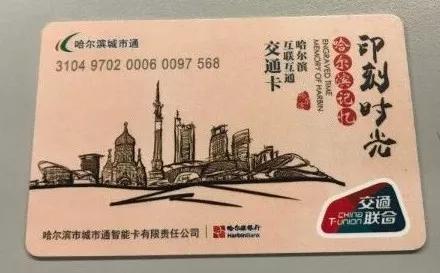 哈尔滨城市通
3104 9702 0006 0097 568
哈尔滨
互联互通
交通卡
印刻时光
哈尔滨记忆
ENGRAVED TIME
MEMORY OF HARBIN
交通
CHINA
T-UNION
联合
哈尔滨市城市通智能卡有限责任公司
哈尔滨银行
HarbinBank